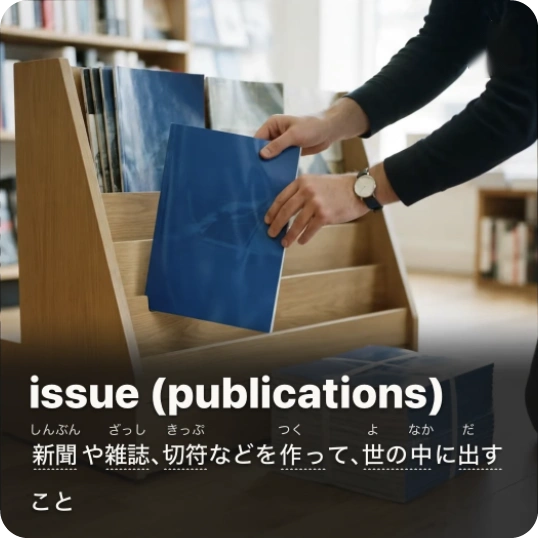 issue (publications)
しんぶん ざっし きっぷ つく よ なか だ
新聞や雑誌、切符などを作って、世の中に出す
こと